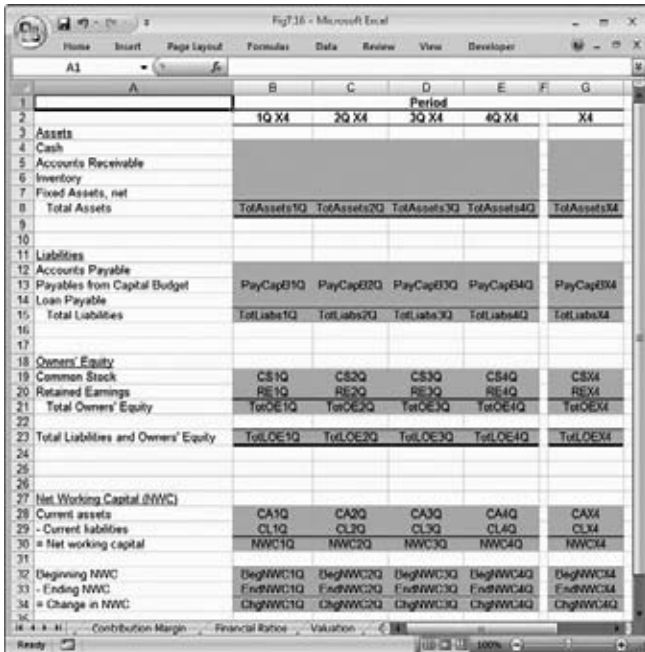 Fig7.16 - Microsoft Excel
Home Insert Page Layout Formulas Data Review View Developer
A1 fx
A B C D E F G
1 Period
2 1Q X4 2Q X4 3Q X4 4Q X4 X4
3 Assets
4 Cash
5 Accounts Receivable
6 Inventory
7 Fixed Assets, net
8 Total Assets TotAssets1Q TotAssets2Q TotAssets3Q TotAssets4Q TotAssetsX4
9
10
11 Liabilities
12 Accounts Payable
13 Payables from Capital Budget PayCapB1Q PayCapB2Q PayCapB3Q PayCapB4Q PayCapBX4
14 Loan Payable
15 Total Liabilities TotLiabs1Q TotLiabs2Q TotLiabs3Q TotLiabs4Q TotLiabsX4
16
17
18 Owners' Equity
19 Common Stock CS1Q CS2Q CS3Q CS4Q CSX4
20 Retained Earnings RE1Q RE2Q RE3Q RE4Q REX4
21 Total Owners' Equity TotOE1Q TotOE2Q TotOE3Q TotOE4Q TotOEX4
22
23 Total Liabilities and Owners' Equity TotLOE1Q TotLOE2Q TotLOE3Q TotLOE4Q TotLOEX4
24
25
26
27 Net Working Capital (NWC)
28 Current assets CA1Q CA2Q CA3Q CA4Q CAX4
29 - Current liabilities CL1Q CL2Q CL3Q CL4Q CLX4
30 = Net working capital NWC1Q NWC2Q NWC3Q NWC4Q NWCX4
31
32 Beginning NWC BegNWC1Q BegNWC2Q BegNWC3Q BegNWC4Q BegNWCX4
33 - Ending NWC EndNWC1Q EndNWC2Q EndNWC3Q EndNWC4Q EndNWCX4
34 = Change in NWC ChgNWC1Q ChgNWC2Q ChgNWC3Q ChgNWC4Q ChgNWC4Q
35
Contribution Margin Financial Ratios Valuation
Ready 100%